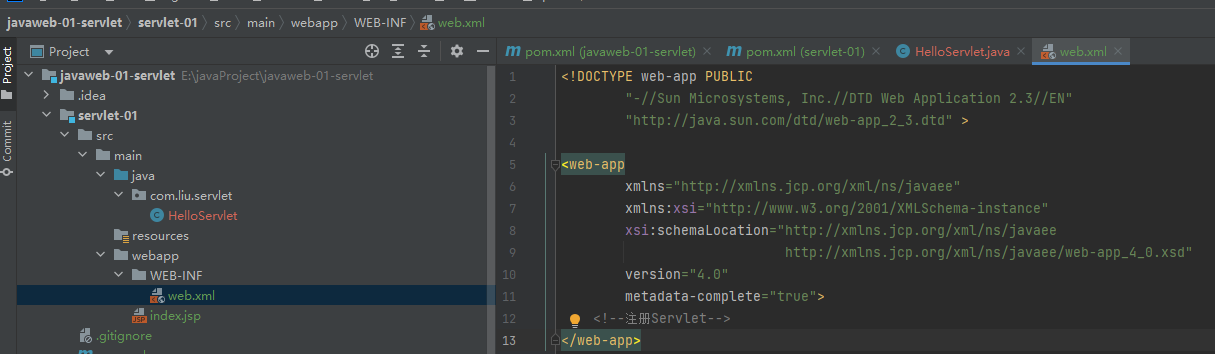 javaweb-01-servlet servlet-01 src main webapp WEB-INF web.xml
Project
Commit
Project
javaweb-01-servlet E:\javaProject\javaweb-01-servlet
.idea
servlet-01
src
main
java
com.liu.servlet
HelloServlet
resources
webapp
WEB-INF
web.xml
index.jsp
.gitignore
pom.xml (javaweb-01-servlet) pom.xml (servlet-01) HelloServlet.java web.xml
1 <!DOCTYPE web-app PUBLIC
2 "-//Sun Microsystems, Inc.//DTD Web Application 2.3//EN"
3 "http://java.sun.com/dtd/web-app_2_3.dtd" >
4
5 <web-app
6 xmlns="http://xmlns.jcp.org/xml/ns/javaee"
7 xmlns:xsi="http://www.w3.org/2001/XMLSchema-instance"
8 xsi:schemaLocation="http://xmlns.jcp.org/xml/ns/javaee
9 http://xmlns.jcp.org/xml/ns/javaee/web-app_4_0.xsd"
10 version="4.0"
11 metadata-complete="true">
12 <!--注册Servlet-->
13 </web-app>